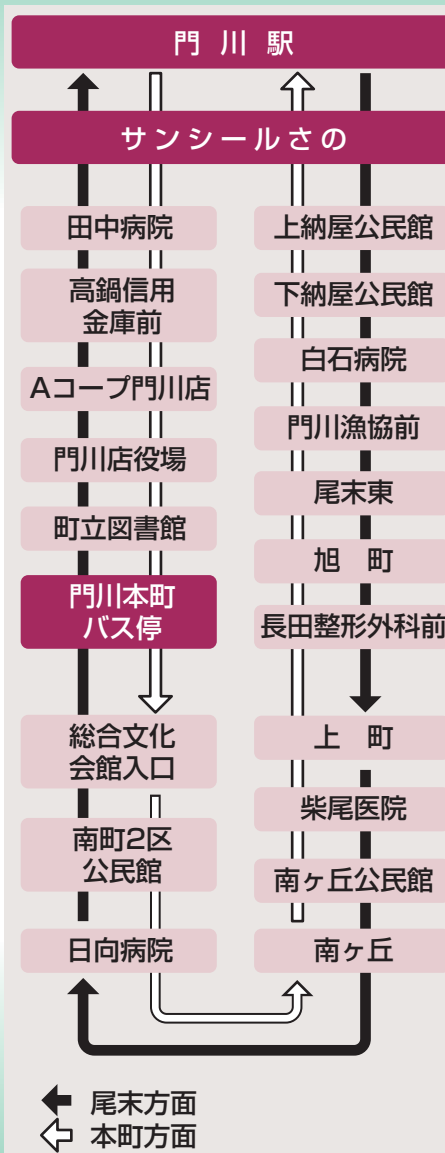 門川駅
サンシールさの
田中病院
高鍋信用
金庫前
Aコープ門川店
門川店役場
町立図書館
門川本町
バス停
総合文化
会館入口
南町2区
公民館
日向病院
上納屋公民館
下納屋公民館
白石病院
門川漁協前
尾末東
旭　町
長田整形外科前
上　町
柴尾医院
南ヶ丘公民館
南ヶ丘
尾末方面
本町方面